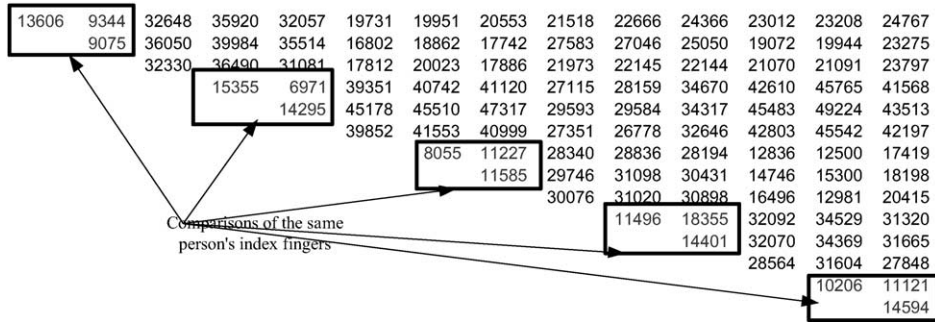 13606 9344 32648 35920 32057 19731 19951 20553 21518 22666 24366 23012 23208 24767
9075 36050 39984 35514 16802 18862 17742 27583 27046 25050 19072 19944 23275
32330 36490 31081 17812 20023 17886 21973 22145 22144 21070 21091 23797
15355 6971 39351 40742 41120 27115 28159 34670 42610 45765 41568
14295 45178 45510 47317 29593 29584 34317 45483 49224 43513
39852 41553 40999 27351 26778 32646 42803 45542 42197
8055 11227 28340 28836 28194 12836 12500 17419
11585 29746 31098 30431 14746 15300 18198
30076 31020 30898 16496 12981 20415
11496 18355 32092 34529 31320
14401 32070 34369 31665
28564 31604 27848
10206 11121
14594
Comparisons of the same
person's index fingers